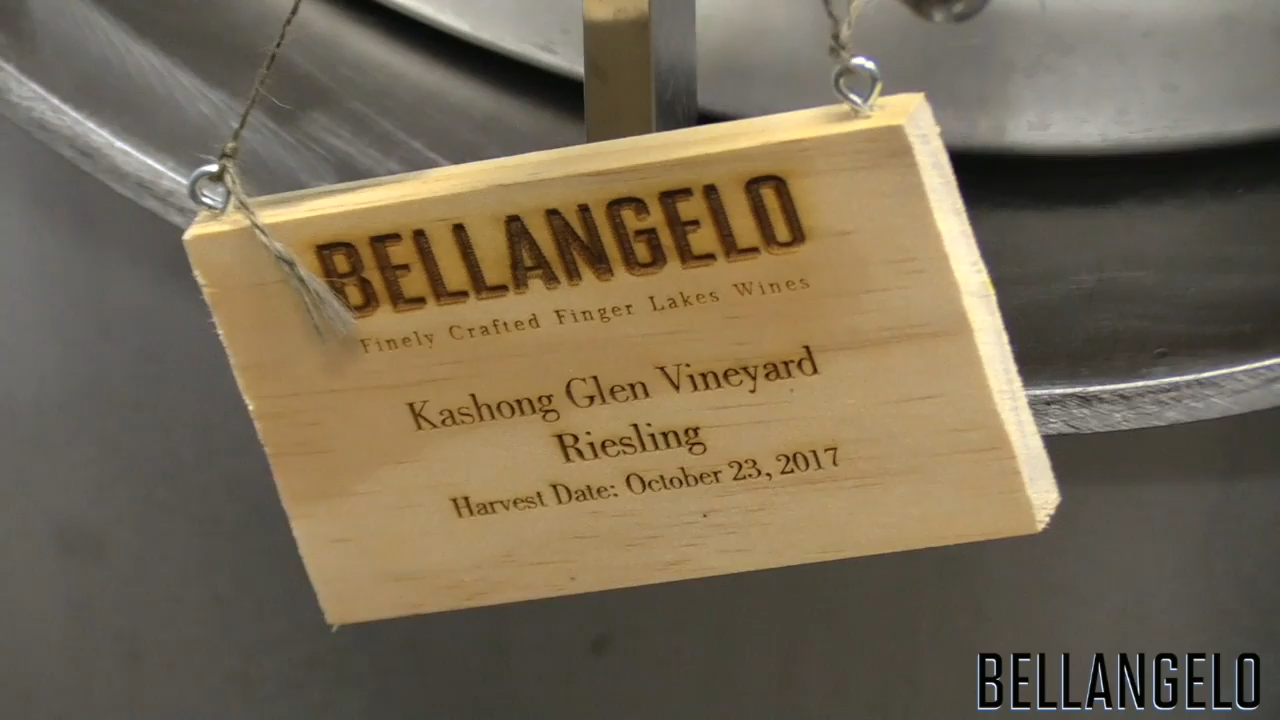 BELLANGELO
Finely Crafted Finger Lakes Wines
Kashong Glen Vineyard
Riesling
Harvest Date: October 23, 2017
BELLANGELO